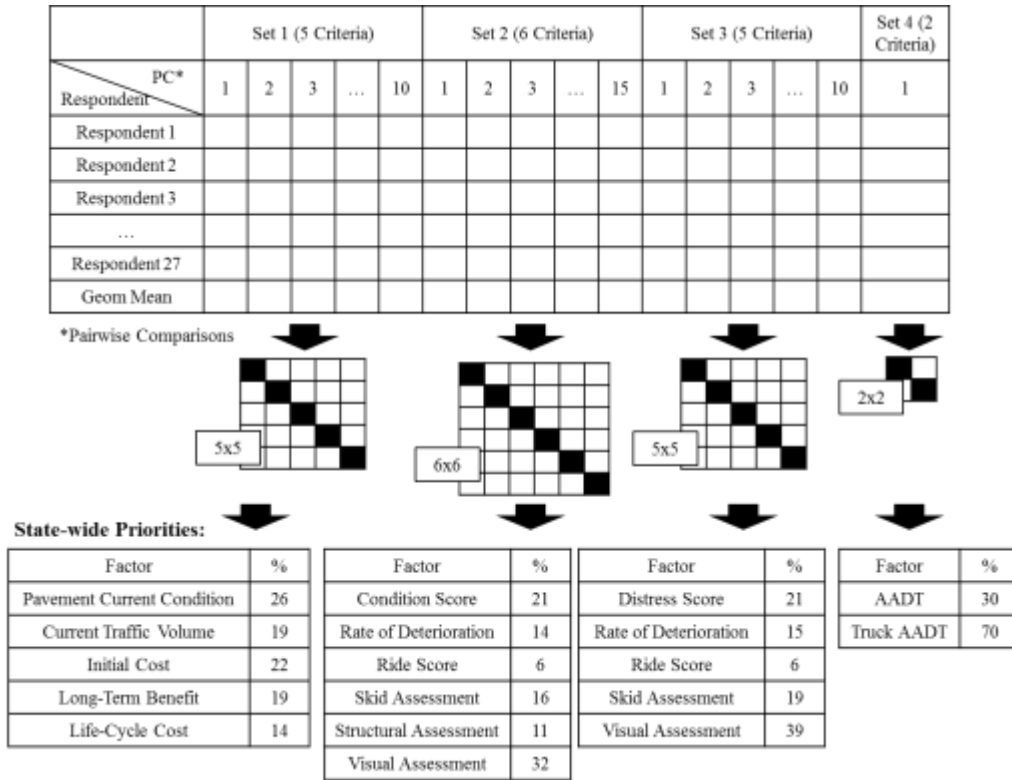 Set 1 (5 Criteria) Set 2 (6 Criteria) Set 3 (5 Criteria) Set 4 (2 Criteria)
PC*
Respondent
1 2 3 … 10 1 2 3 … 15 1 2 3 … 10 1
Respondent 1
Respondent 2
Respondent 3
…
Respondent 27
Geom Mean
*Pairwise Comparisons
5x5 6x6 5x5 2x2
State-wide Priorities:
Factor % Factor % Factor % Factor %
Pavement Current Condition 26 Condition Score 21 Distress Score 21 AADT 30
Current Traffic Volume 19 Rate of Deterioration 14 Rate of Deterioration 15 Truck AADT 70
Initial Cost 22 Ride Score 6 Ride Score 6
Long-Term Benefit 19 Skid Assessment 16 Skid Assessment 19
Life-Cycle Cost 14 Structural Assessment 11 Visual Assessment 39
Visual Assessment 32